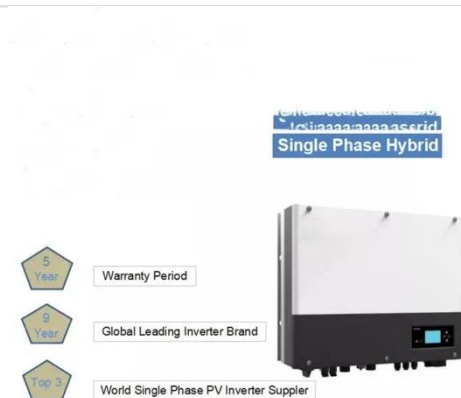 Single Phase Hybrid
5
Year
Warranty Period
9
Year
Global Leading Inverter Brand
Top 3
World Single Phase PV Inverter Suppler